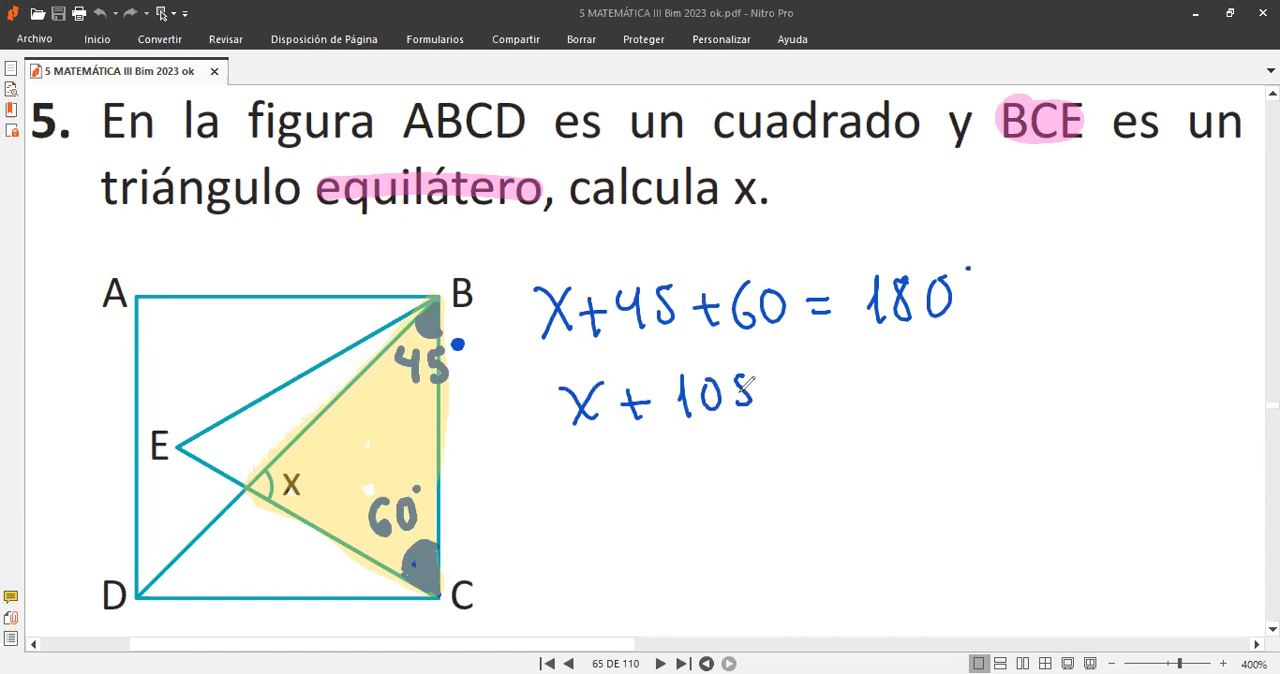 5 MATEMÁTICA III Bim 2023 ok.pdf - Nitro Pro
Archivo Inicio Convertir Revisar Disposición de Página Formularios Compartir Borrar Proteger Personalizar Ayuda
5 MATEMÁTICA III Bim 2023 ok
5. En la figura ABCD es un cuadrado y BCE es un
triángulo equilátero, calcula x.
A
B
45
E
X
60°
D
C
X+45+60=180°
x+105
65 DE 110
400%